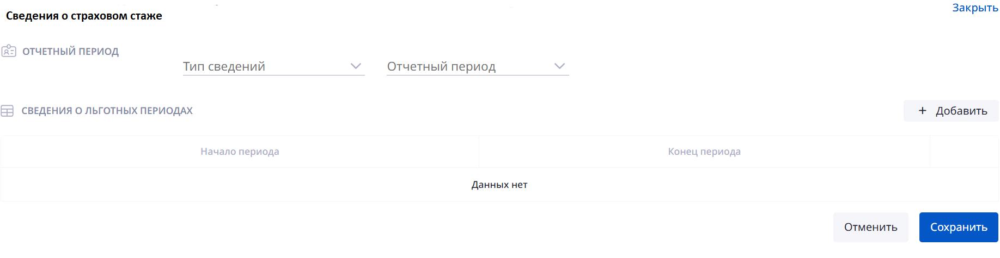 Закрыть
Сведения о страховом стаже
ОТЧЕТНЫЙ ПЕРИОД
Тип сведений
Отчетный период
СВЕДЕНИЯ О ЛЬГОТНЫХ ПЕРИОДАХ
+ Добавить
Начало периода
Конец периода
Данных нет
Отменить
Сохранить